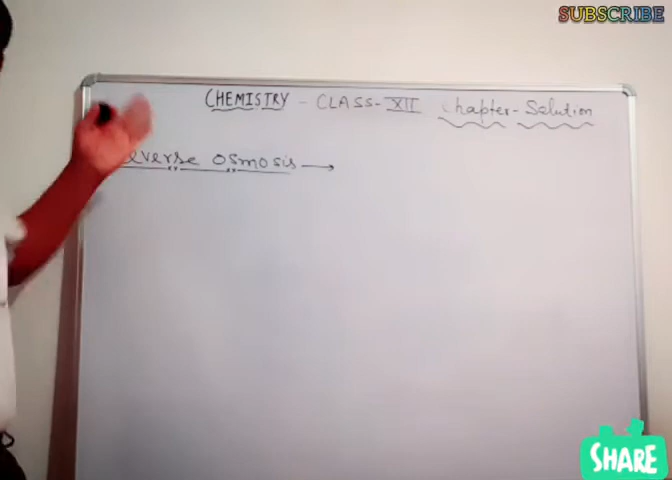 SUBSCRIBE
CHEMISTRY - CLASS-XII Chapter-Solution
everse osmosis →
SHARE